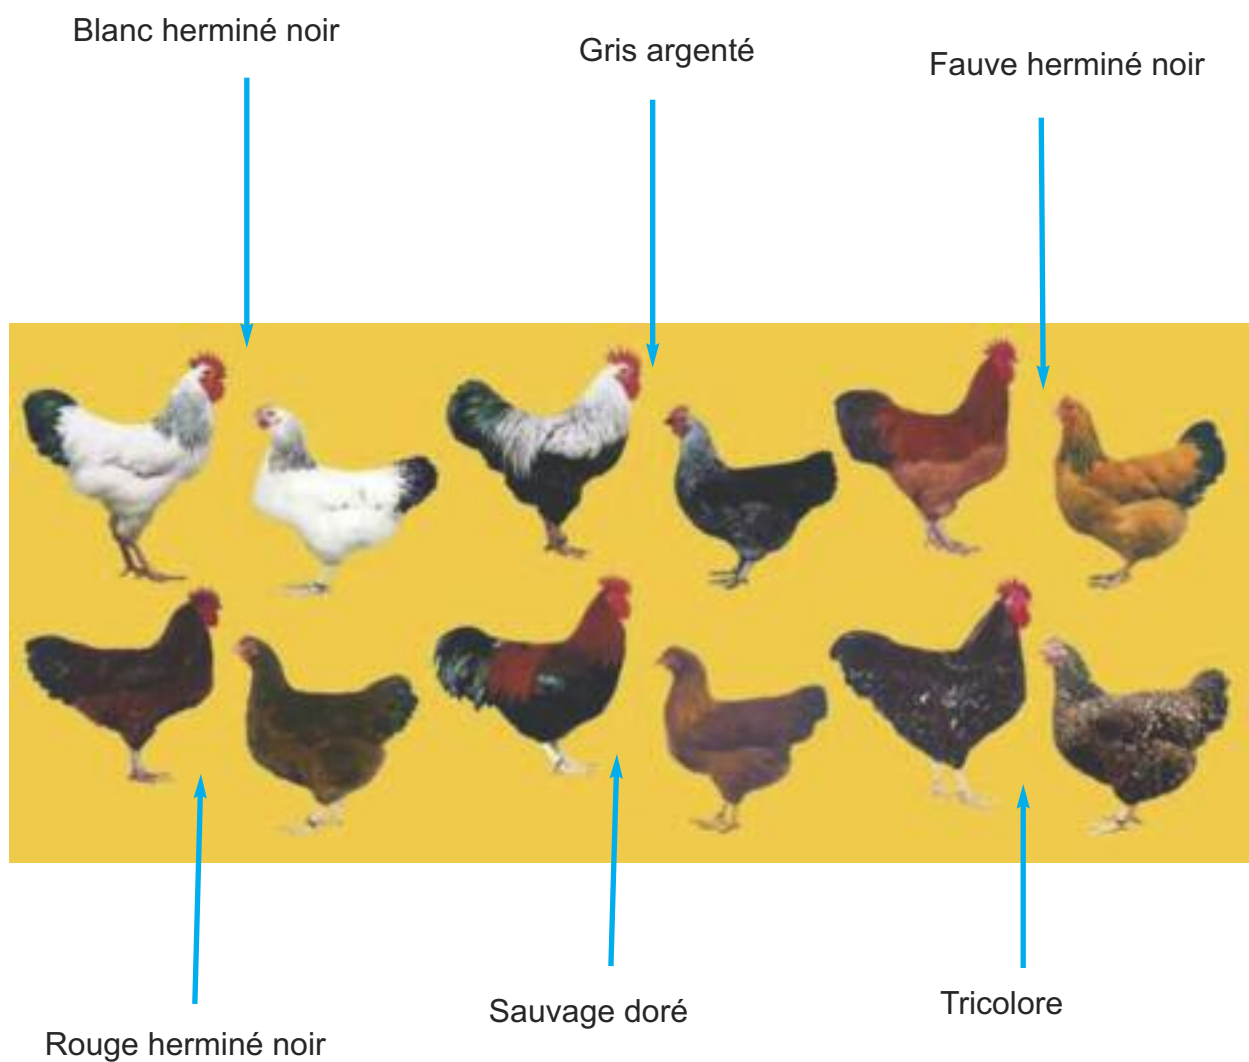 Blanc herminé noir
Gris argenté
Fauve herminé noir
Rouge herminé noir
Sauvage doré
Tricolore